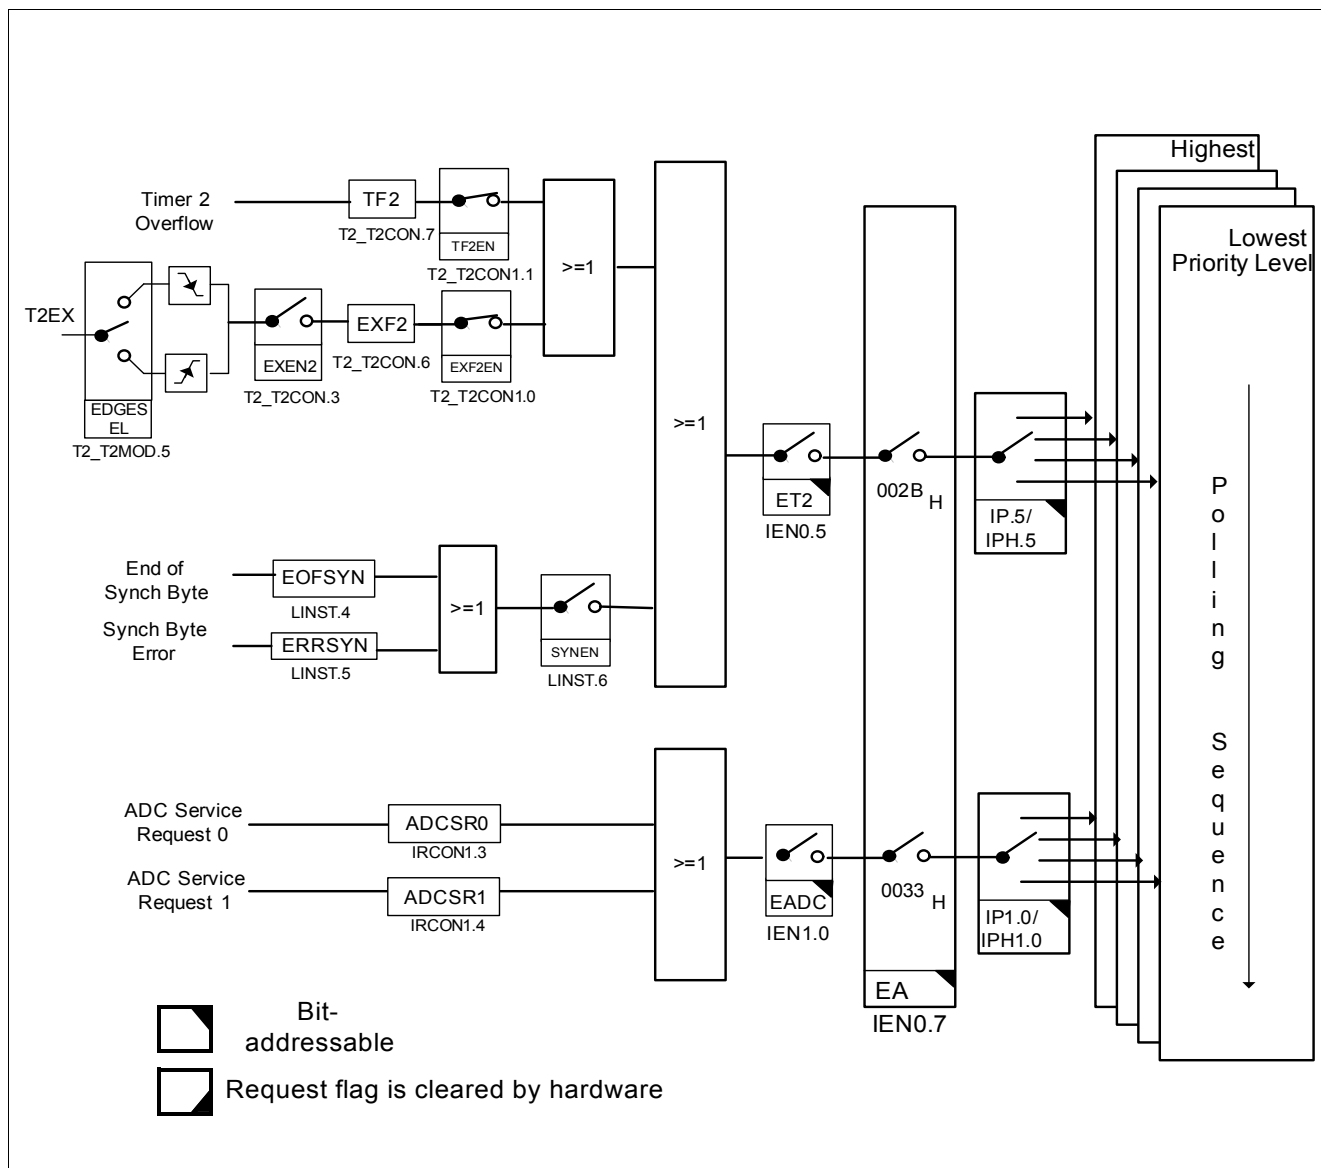 Highest
Lowest
Priority Level
Timer 2
Overflow
TF2
T2_T2CON.7
TF2EN
T2_T2CON1.1
>=1
T2EX
EDGES
EL
T2_T2MOD.5
EXEN2
T2_T2CON.3
EXF2
T2_T2CON.6
EXF2EN
T2_T2CON1.0
>=1
ET2
IEN0.5
002B H
IP.5/
IPH.5
End of
Synch Byte
EOFSYN
LINST.4
Synch Byte
Error
ERRSYN
LINST.5
>=1
SYNEN
LINST.6
Polling Sequence
ADC Service
Request 0
ADCSR0
IRCON1.3
ADC Service
Request 1
ADCSR1
IRCON1.4
>=1
EADC
IEN1.0
0033 H
IP1.0/
IPH1.0
EA
IEN0.7
Bit-
addressable
Request flag is cleared by hardware